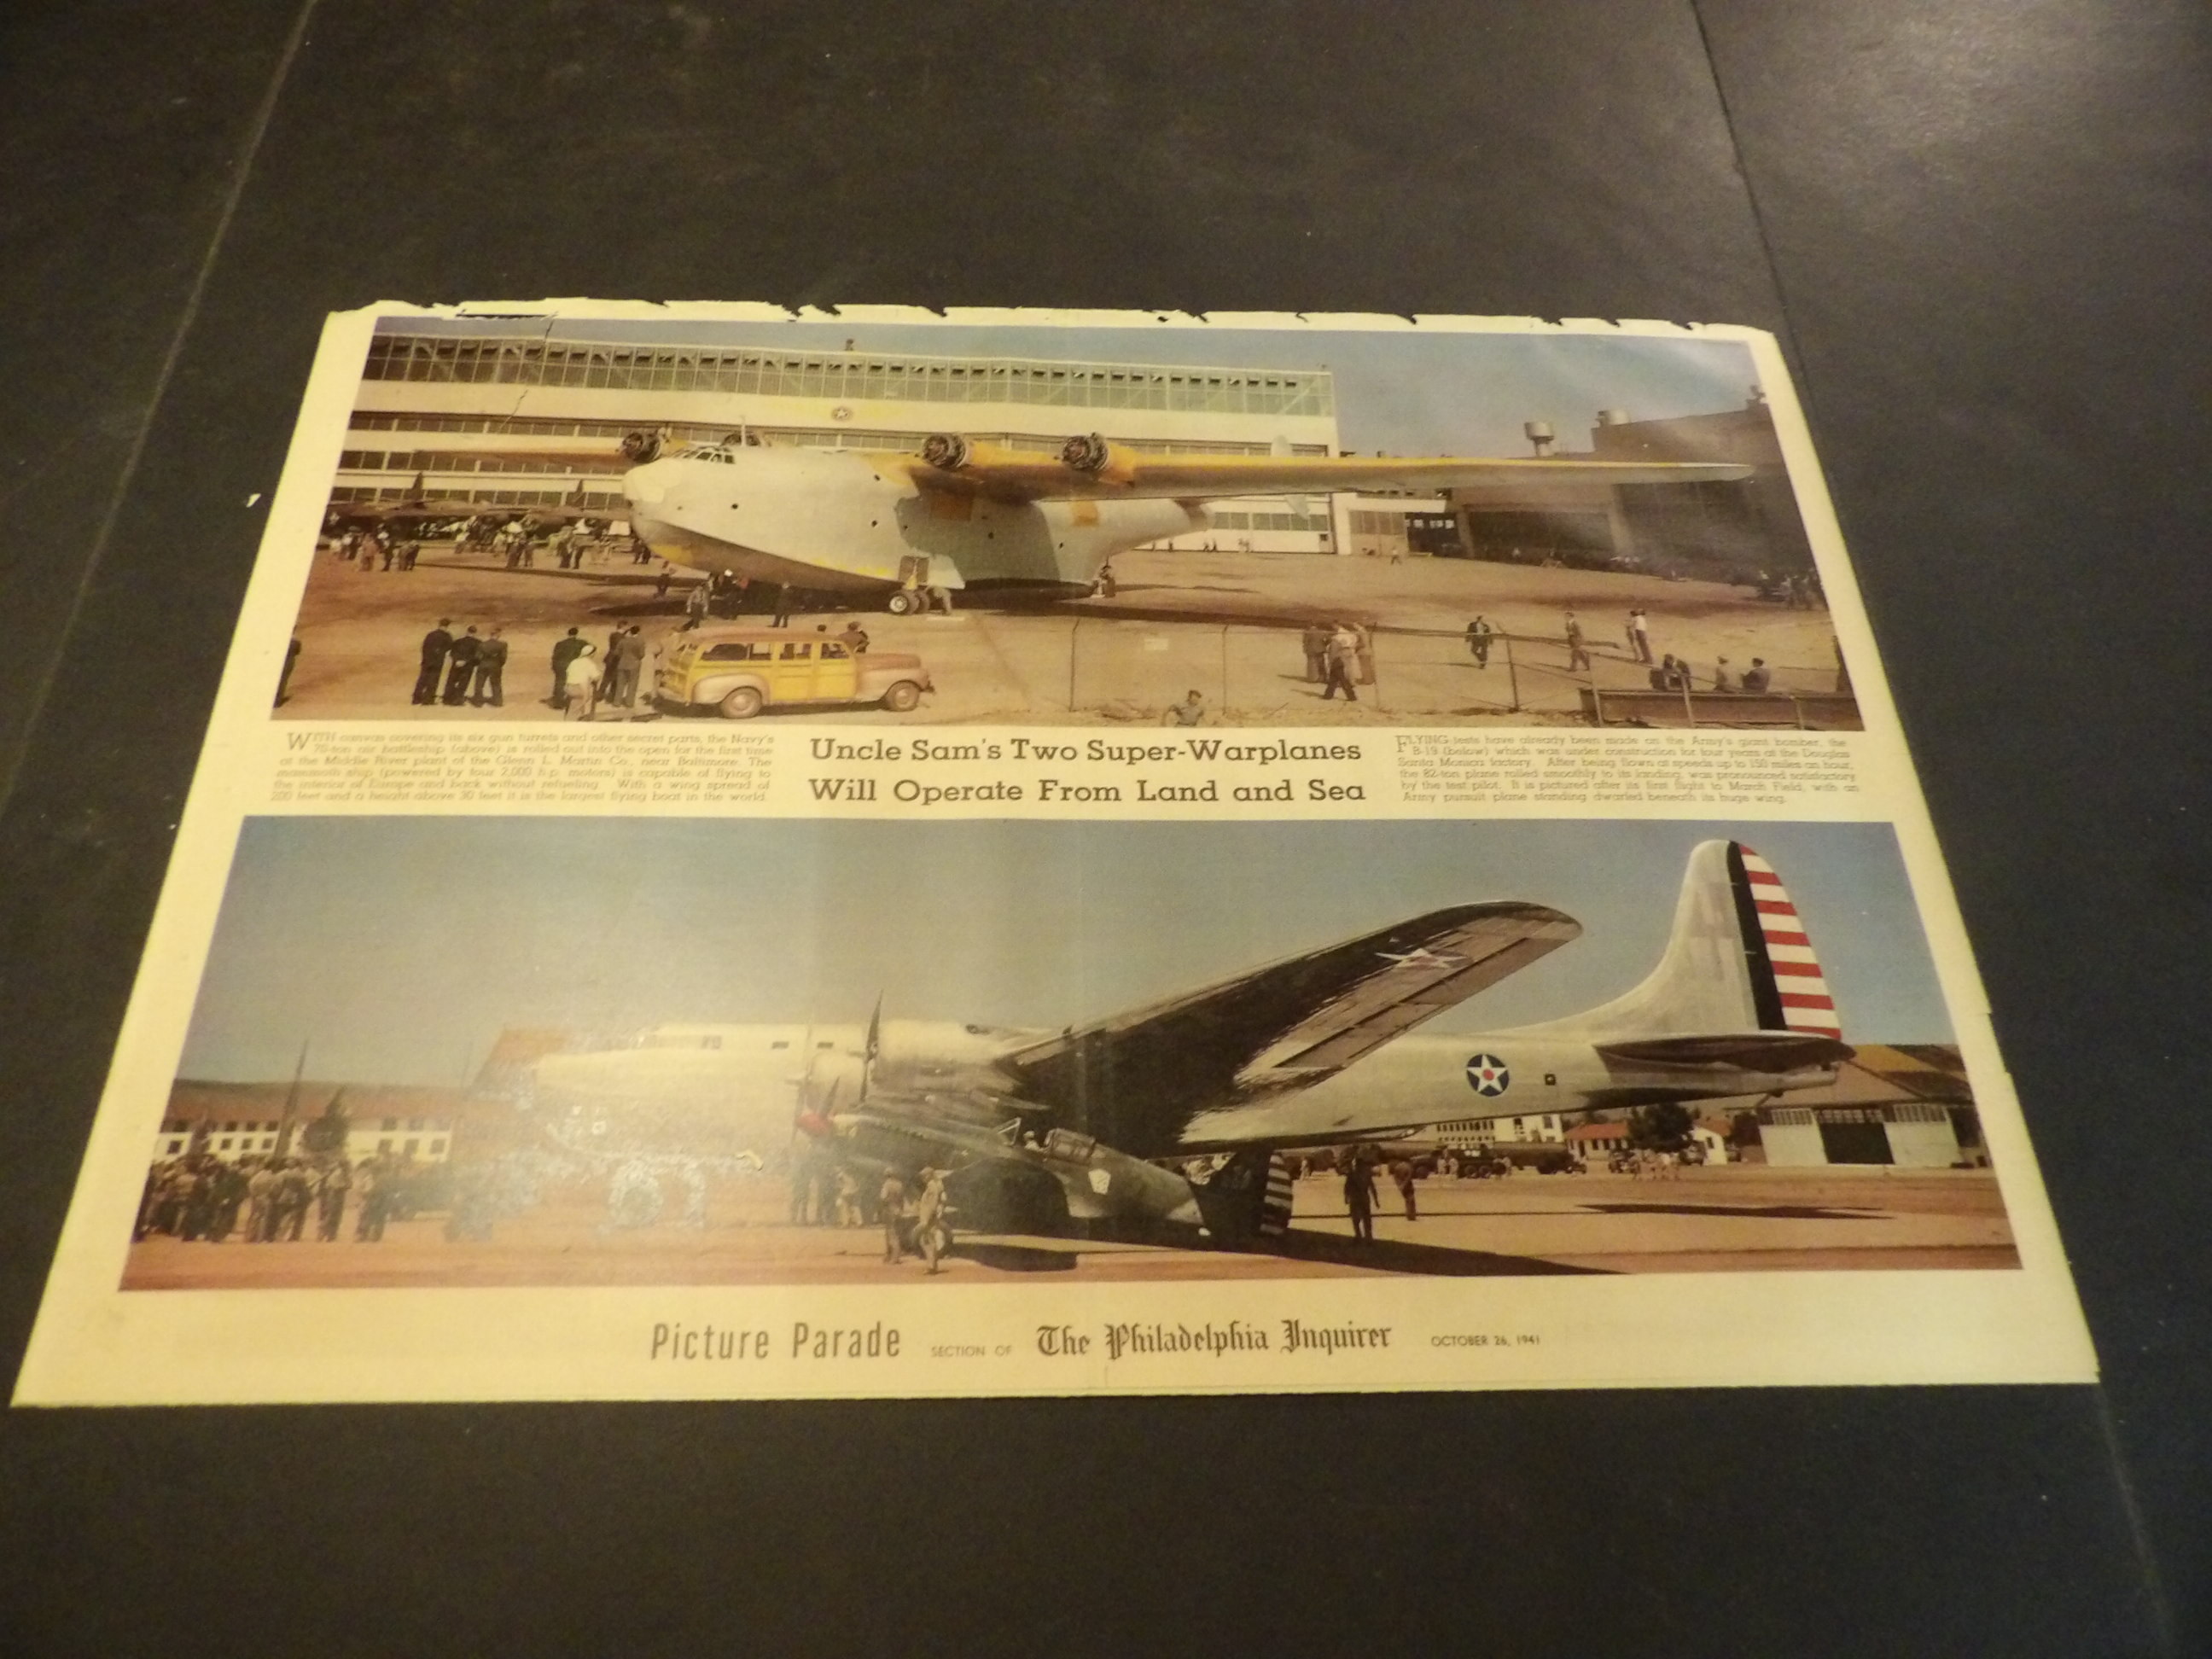 WITH canvas covering its six gun turrets and other secret parts, the Navy's
70-ton air battleship (above) is rolled out into the open for the first time
at the Middle River plant of the Glenn L. Martin Co., near Baltimore. The
mammoth ship (powered by four 2,000 h.p. motors) is capable of flying to
the interior of Europe and back without refueling. With a wing spread of
200 feet and a height above 30 feet it is the largest flying boat in the world.
Uncle Sam's Two Super-Warplanes
Will Operate From Land and Sea
FLYING tests have already been made on the Army's giant bomber, the
B-19 (below) which was under construction for four years at the Douglas
Santa Monica factory. After being flown at speeds up to 150 miles an hour,
the 82-ton plane rolled smoothly to its landing, was pronounced satisfactory
by the test pilot. It is pictured after its first flight to March Field, with an
Army pursuit plane standing dwarfed beneath its huge wing.
Picture Parade SECTION OF The Philadelphia Inquirer OCTOBER 26, 1941